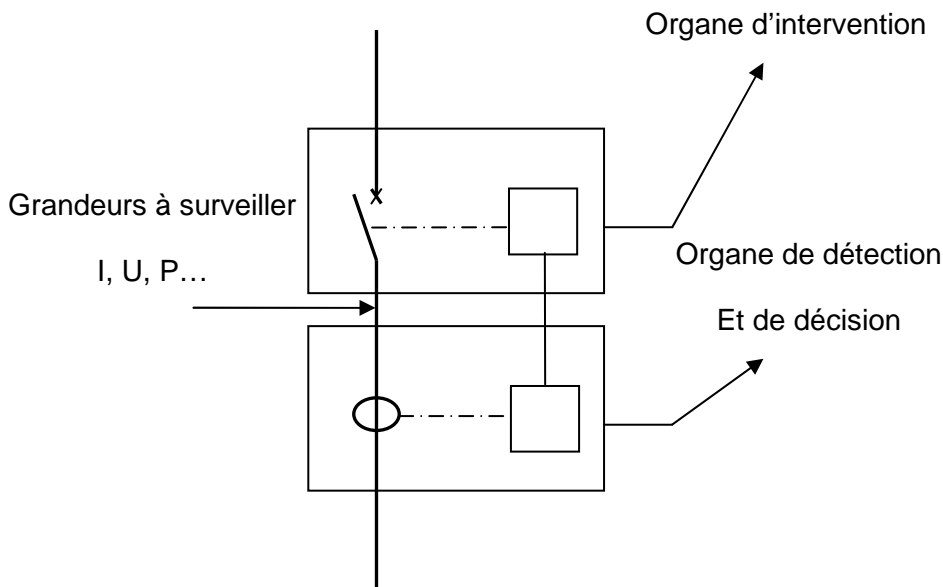 Organe d'intervention
Grandeurs à surveiller
I, U, P…
Organe de détection
Et de décision